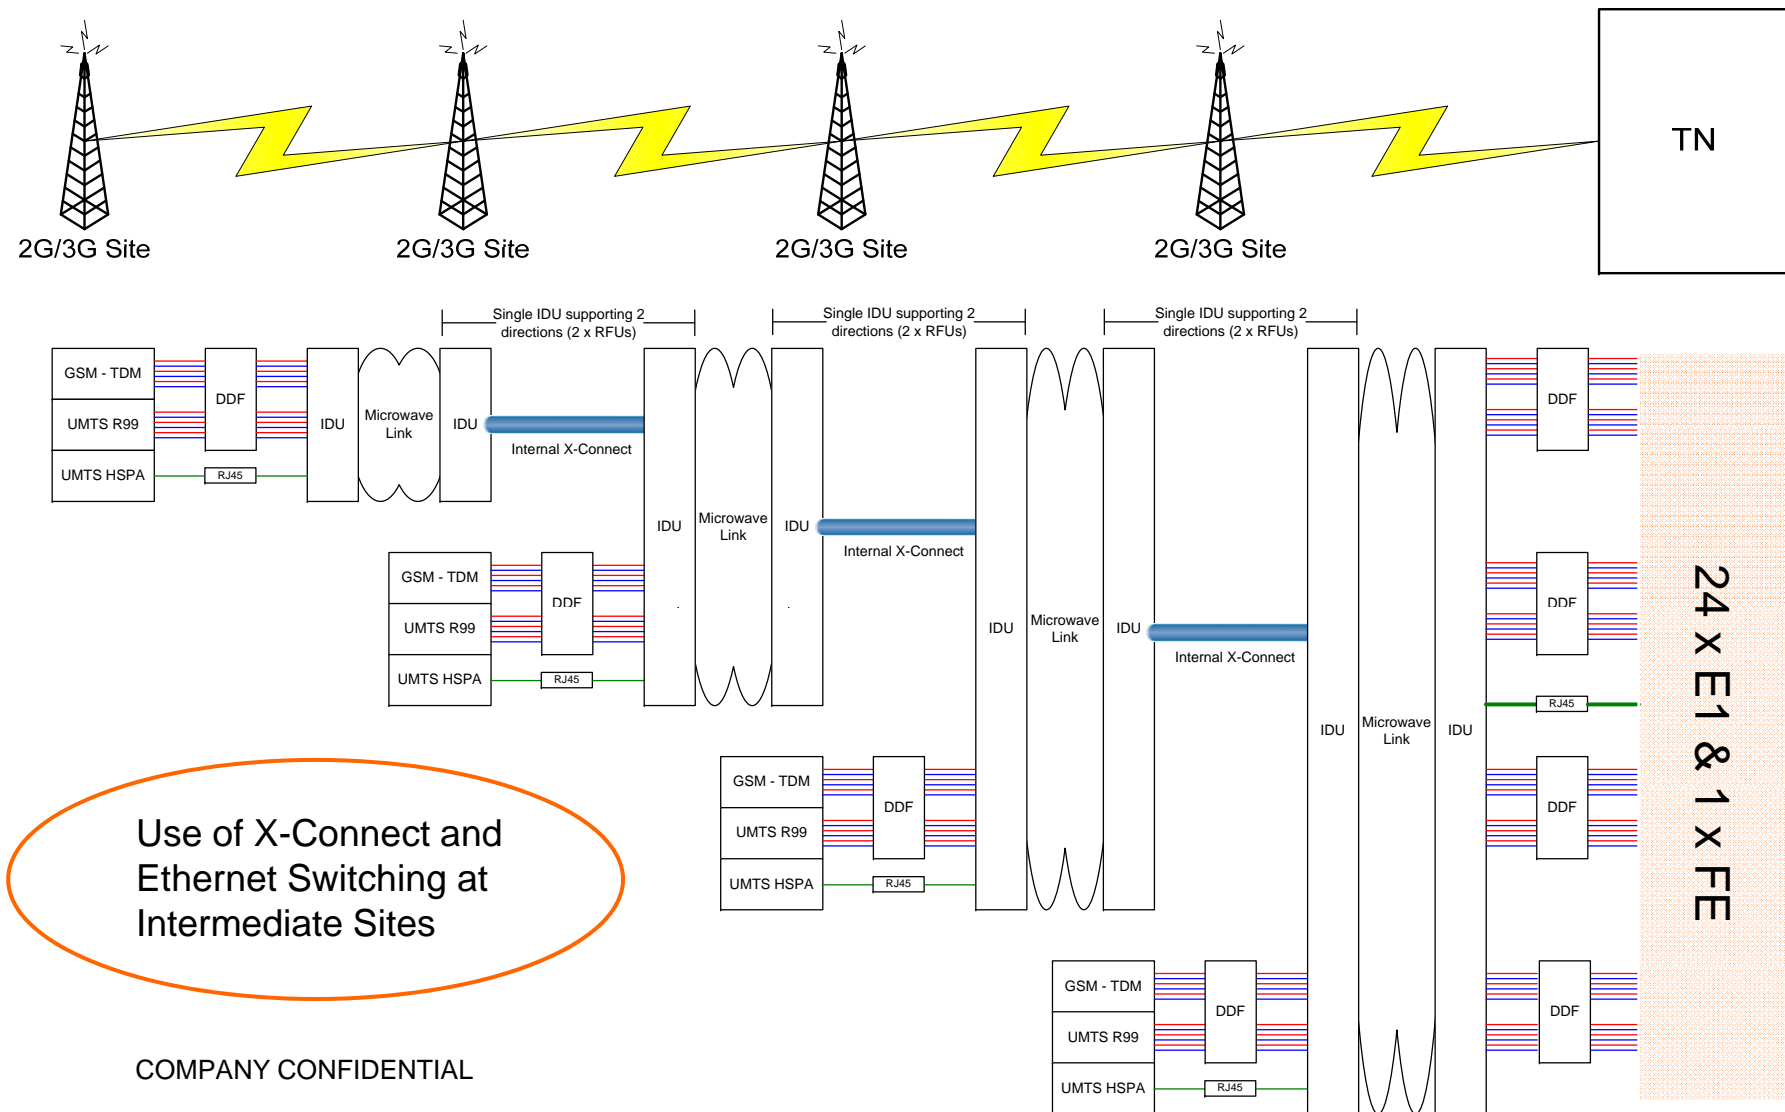 TN
2G/3G Site
2G/3G Site
2G/3G Site
2G/3G Site
Single IDU supporting 2
directions (2 x RFUs)
Single IDU supporting 2
directions (2 x RFUs)
Single IDU supporting 2
directions (2 x RFUs)
GSM - TDM
UMTS R99
UMTS HSPA
DDF
RJ45
IDU
Microwave
Link
IDU
Internal X-Connect
GSM - TDM
UMTS R99
UMTS HSPA
DDF
RJ45
IDU
Microwave
Link
IDU
Internal X-Connect
GSM - TDM
UMTS R99
UMTS HSPA
DDF
RJ45
IDU
Microwave
Link
IDU
Internal X-Connect
GSM - TDM
UMTS R99
UMTS HSPA
DDF
RJ45
IDU
Microwave
Link
IDU
DDF
DDF
RJ45
DDF
DDF
24 x E1 & 1 x FE
Use of X-Connect and
Ethernet Switching at
Intermediate Sites
COMPANY CONFIDENTIAL